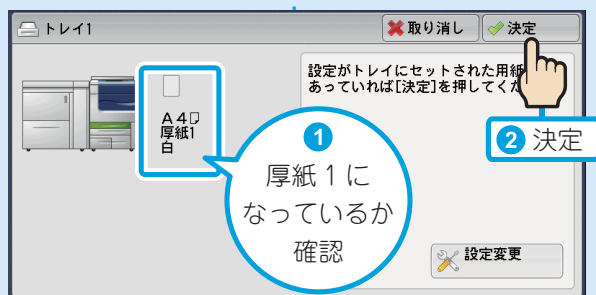 トレイ1
取り消し
決定
設定がトレイにセットされた用紙
あっていれば[決定]を押してくだ
A4
厚紙1
白
1
厚紙1に
なっているか
確認
2 決定
設定変更